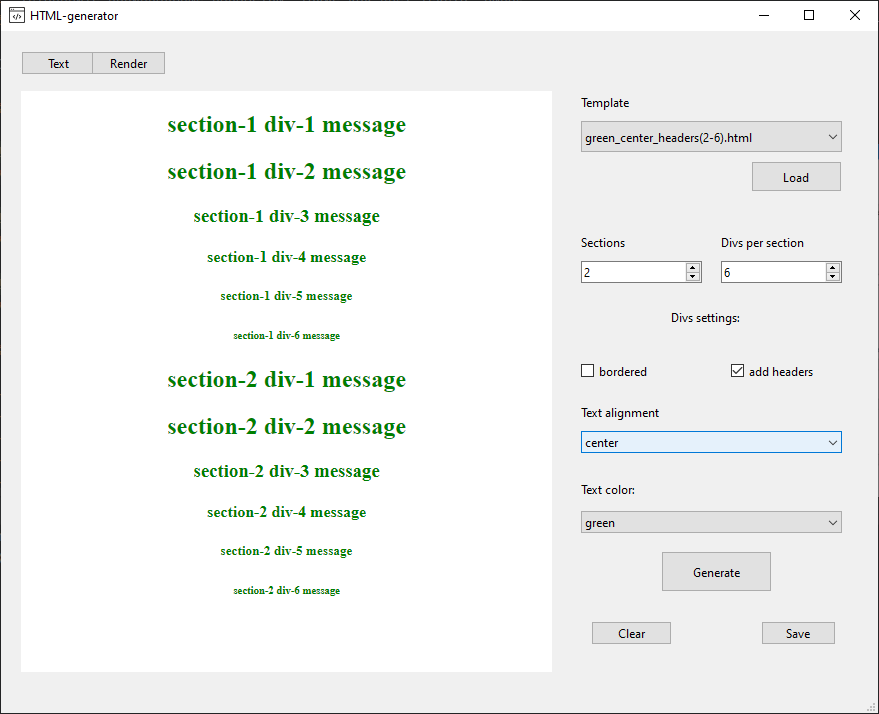 HTML-generator
Text
Render
section-1 div-1 message
section-1 div-2 message
section-1 div-3 message
section-1 div-4 message
section-1 div-5 message
section-1 div-6 message
section-2 div-1 message
section-2 div-2 message
section-2 div-3 message
section-2 div-4 message
section-2 div-5 message
section-2 div-6 message
Template
green_center_headers(2-6).html
Load
Sections
Divs per section
2
6
Divs settings:
bordered
add headers
Text alignment
center
Text color:
green
Generate
Clear
Save